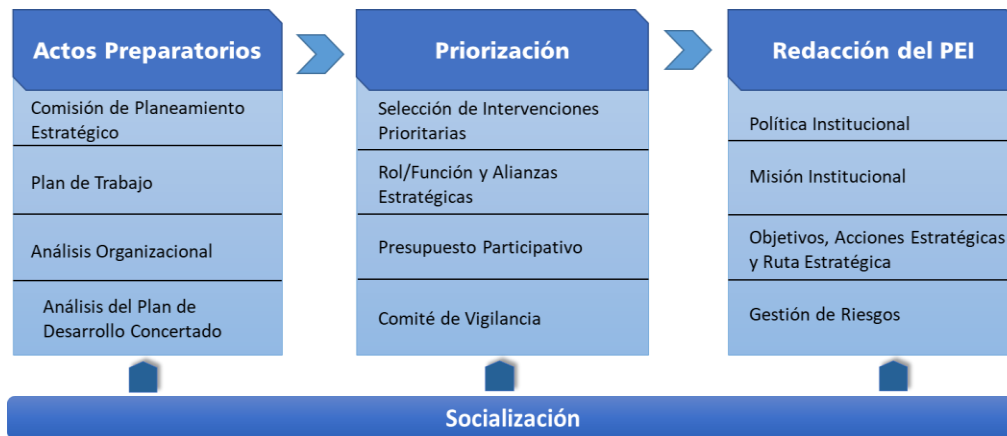 Actos Preparatorios
Comisión de Planeamiento
Estratégico
Plan de Trabajo
Análisis Organizacional
Análisis del Plan de
Desarrollo Concertado
Priorización
Selección de Intervenciones
Prioritarias
Rol/Función y Alianzas
Estratégicas
Presupuesto Participativo
Comité de Vigilancia
Redacción del PEI
Política Institucional
Misión Institucional
Objetivos, Acciones Estratégicas
y Ruta Estratégica
Gestión de Riesgos
Socialización